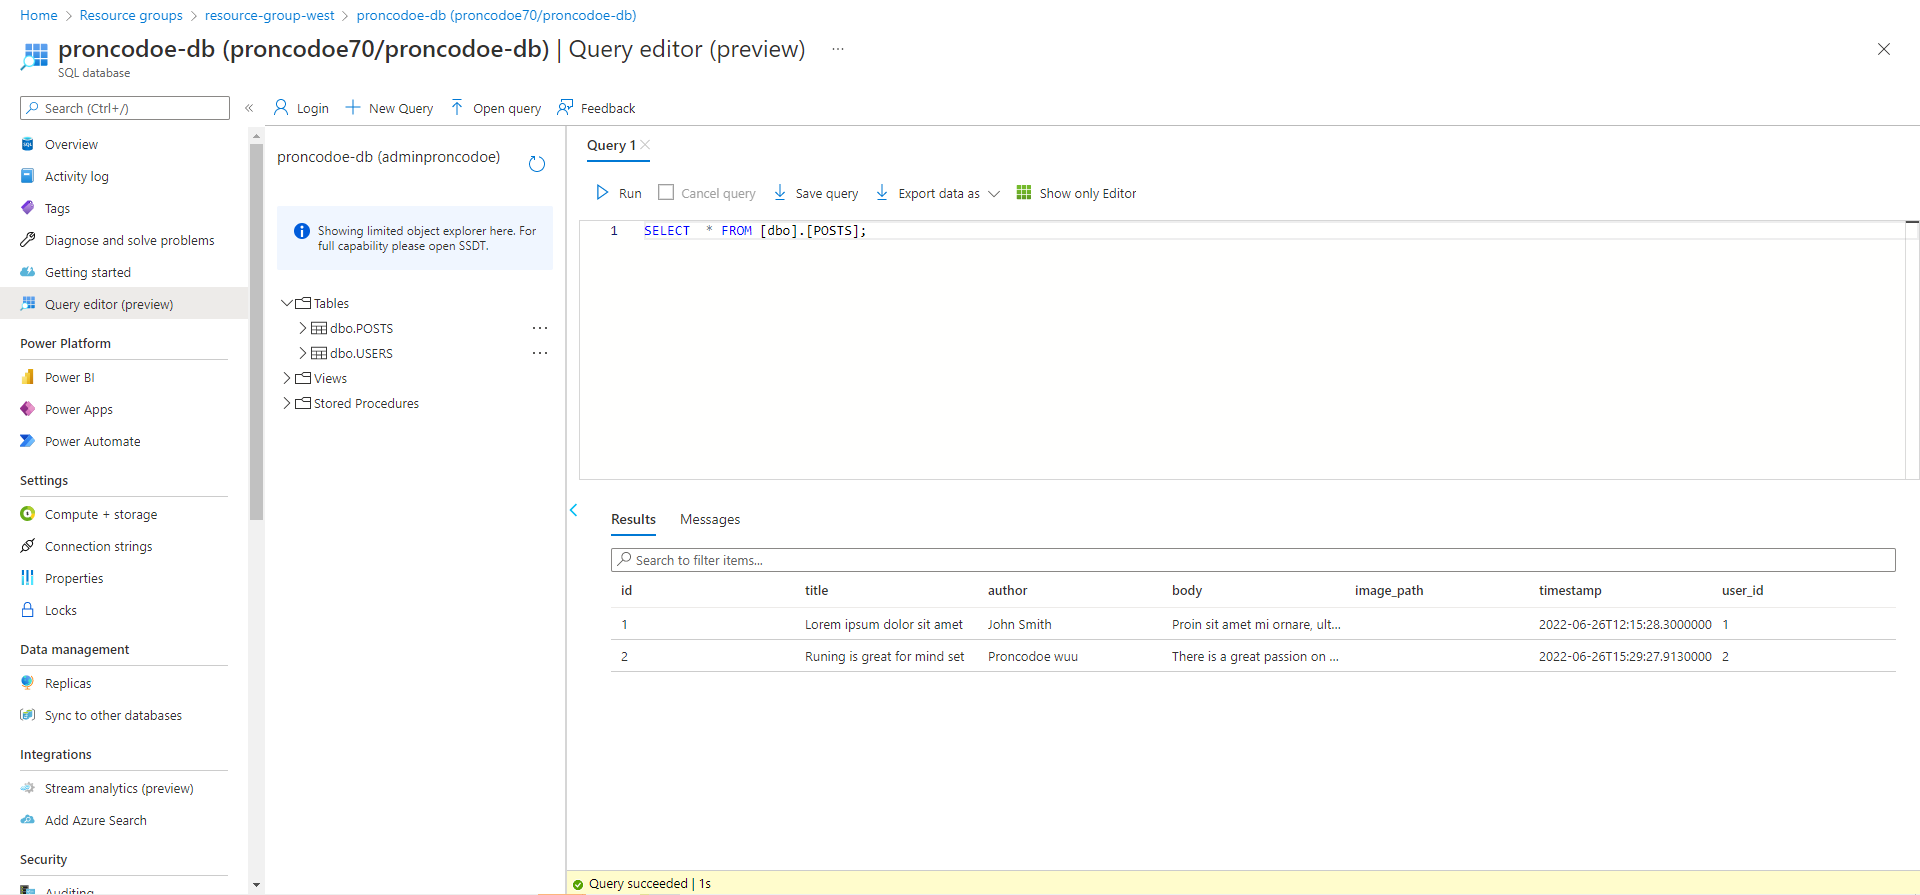 Home > Resource groups > resource-group-west > proncodoe-db (proncodoe70/proncodoe-db)
proncodoe-db (proncodoe70/proncodoe-db) | Query editor (preview) ...
SQL database
Search (Ctrl+/)
«
Overview
Activity log
Tags
Diagnose and solve problems
Getting started
Query editor (preview)
Power Platform
Power BI
Power Apps
Power Automate
Settings
Compute + storage
Connection strings
Properties
Locks
Data management
Replicas
Sync to other databases
Integrations
Stream analytics (preview)
Add Azure Search
Security
Auditing
Login New Query Open query Feedback
proncodoe-db (adminproncodoe)
Showing limited object explorer here. For
full capability please open SSDT.
Tables
dbo.POSTS ...
dbo.USERS ...
Views
Stored Procedures
Query 1
Run Cancel query Save query Export data as Show only Editor
1 SELECT  * FROM [dbo].[POSTS];
Results Messages
Search to filter items...
id title author body image_path timestamp user_id
1 Lorem ipsum dolor sit amet John Smith Proin sit amet mi ornare, ult... 2022-06-26T12:15:28.3000000 1
2 Runing is great for mind set Proncodoe wuu There is a great passion on ... 2022-06-26T15:29:27.9130000 2
Query succeeded | 1s